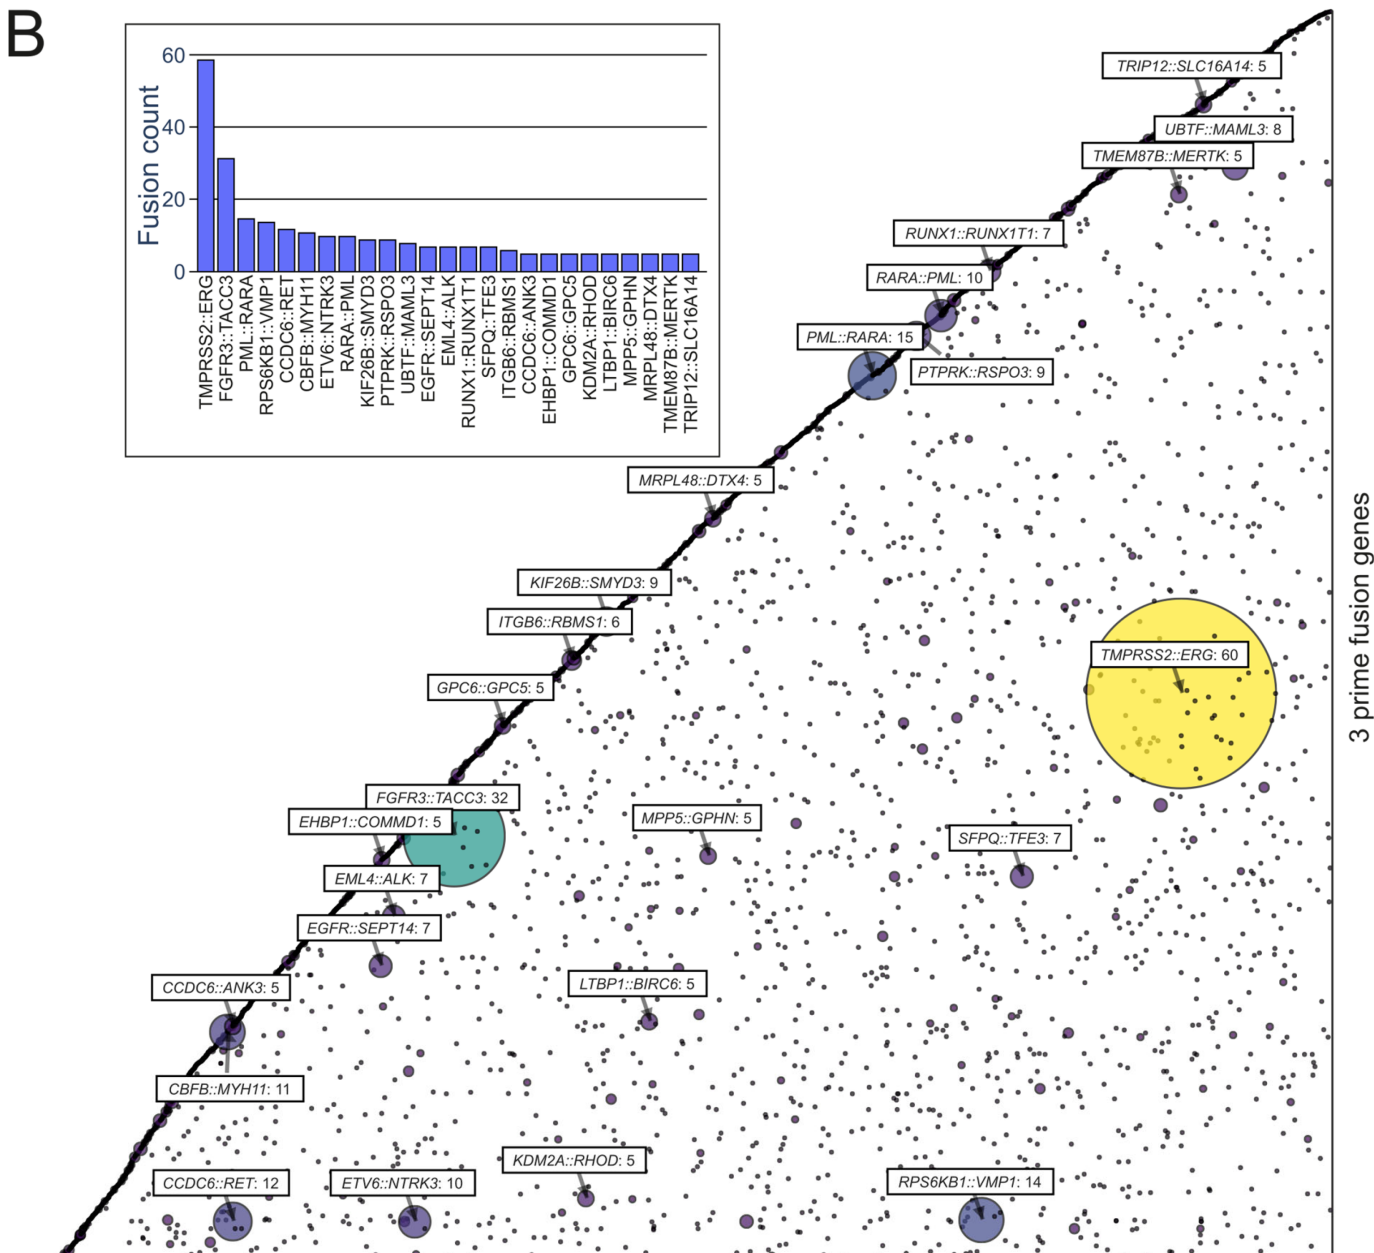 B
Fusion count
60
40
20
0
TMPRSS2::ERG
FGFR3::TACC3
PML::RARA
RPS6KB1::VMP1
CCDC6::RET
CBFB::MYH11
ETV6::NTRK3
RARA::PML
KIF26B::SMYD3
PTPRK::RSPO3
UBTF::MAML3
EGFR::SEPT14
EML4::ALK
RUNX1::RUNX1T1
SFPQ::TFE3
ITGB6::RBMS1
CCDC6::ANK3
EHBP1::COMMD1
GPC6::GPC5
KDM2A::RHOD
LTBP1::BIRC6
MPP5::GPHN
MRPL48::DTX4
TMEM87B::MERTK
TRIP12::SLC16A14
TRIP12::SLC16A14: 5
UBTF::MAML3: 8
TMEM87B::MERTK: 5
RUNX1::RUNX1T1: 7
RARA::PML: 10
PML::RARA: 15
PTPRK::RSPO3: 9
MRPL48::DTX4: 5
KIF26B::SMYD3: 9
ITGB6::RBMS1: 6
TMPRSS2::ERG: 60
GPC6::GPC5: 5
FGFR3::TACC3: 32
EHBP1::COMMD1: 5
MPP5::GPHN: 5
SFPQ::TFE3: 7
EML4::ALK: 7
EGFR::SEPT14: 7
CCDC6::ANK3: 5
LTBP1::BIRC6: 5
CBFB::MYH11: 11
KDM2A::RHOD: 5
CCDC6::RET: 12
ETV6::NTRK3: 10
RPS6KB1::VMP1: 14
3 prime fusion genes